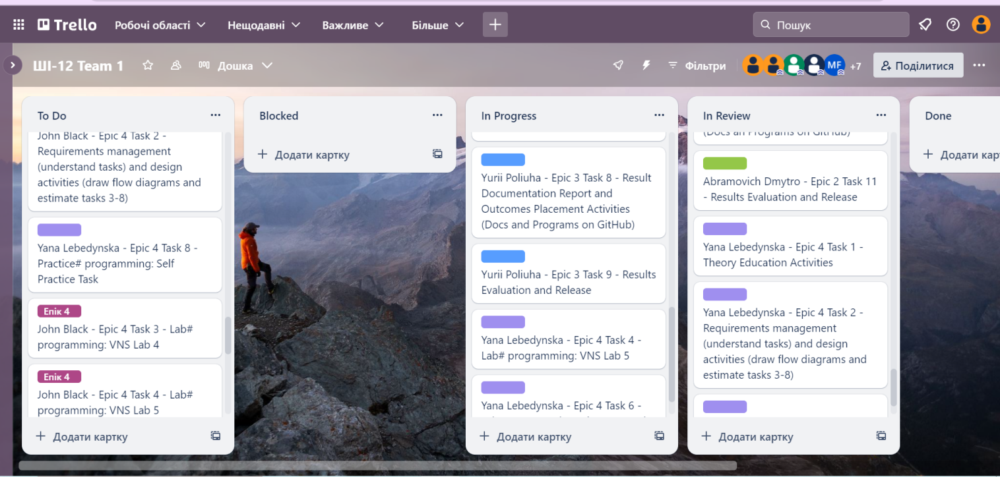 Trello
Робочі області
Нещодавні
Важливе
Більше
Пошук
ШІ-12 Team 1
Дошка
Фільтри
MF
+7
Поділитися
To Do
John Black - Epic 4 Task 2 -
Requirements management
(understand tasks) and design
activities (draw flow diagrams and
estimate tasks 3-8)
Yana Lebedynska - Epic 4 Task 8 -
Practice# programming: Self
Practice Task
Епік 4
John Black - Epic 4 Task 3 - Lab#
programming: VNS Lab 4
Епік 4
John Black - Epic 4 Task 4 - Lab#
programming: VNS Lab 5
+ Додати картку
Blocked
+ Додати картку
In Progress
Yurii Poliuha - Epic 3 Task 8 - Result
Documentation Report and
Outcomes Placement Activities
(Docs and Programs on GitHub)
Yurii Poliuha - Epic 3 Task 9 - Results
Evaluation and Release
Yana Lebedynska - Epic 4 Task 4 -
Lab# programming: VNS Lab 5
Yana Lebedynska - Epic 4 Task 6 -
+ Додати картку
In Review
(Docs an Programs on GitHub)
Abramovich Dmytro - Epic 2 Task 11
- Results Evaluation and Release
Yana Lebedynska - Epic 4 Task 1 -
Theory Education Activities
Yana Lebedynska - Epic 4 Task 2 -
Requirements management
(understand tasks) and design
activities (draw flow diagrams and
estimate tasks 3-8)
+ Додати картку
Done
+ Додати кар